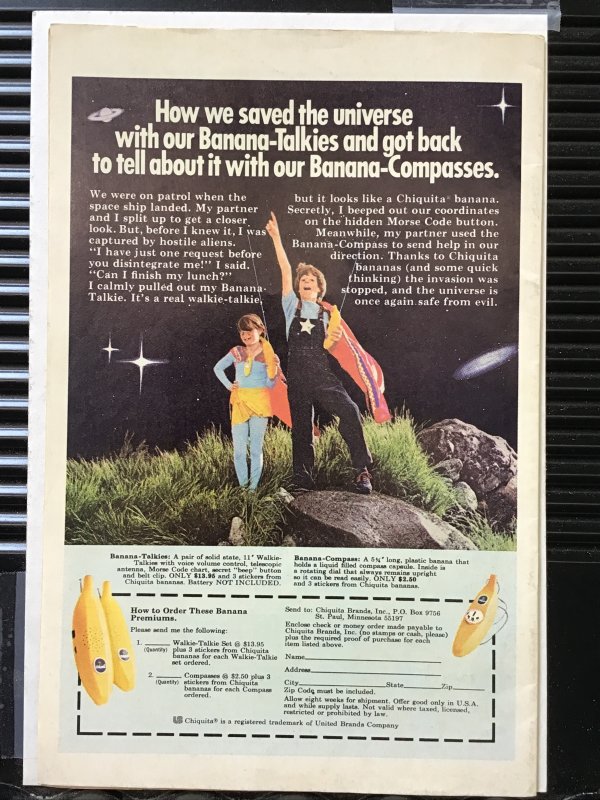 How we saved the universe
with our Banana-Talkies and got back
to tell about it with our Banana-Compasses.
We were on patrol when the
space ship landed. My partner
and I split up to get a closer
look. But, before I knew it, I was
captured by hostile aliens.
"I have just one request before
you disintegrate me!" I said.
"Can I finish my lunch?"
I calmly pulled out my Banana-
Talkie. It's a real walkie-talkie,
but it looks like a Chiquita® banana.
Secretly, I beeped out our coordinates
on the hidden Morse Code button.
Meanwhile, my partner used the
Banana-Compass to send help in our
direction. Thanks to Chiquita
bananas (and some quick
thinking) the invasion was
stopped, and the universe is
once again safe from evil.
Banana-Talkies: A pair of solid state, 11" Walkie-
Talkies with voice volume control, telescopic
antenna, Morse Code chart, secret "beep" button
and belt clip. ONLY $13.95 and 3 stickers from
Chiquita bananas. Battery NOT INCLUDED.
Banana-Compass: A 5¾" long, plastic banana that
holds a liquid filled compass capsule. Inside is
a rotating dial that always remains upright
so it can be read easily. ONLY $2.50
and 3 stickers from Chiquita bananas.
How to Order These Banana
Premiums.
Please send me the following:
1. ______ Walkie-Talkie Set @ $13.95
(Quantity) plus 3 stickers from Chiquita
bananas for each Walkie-Talkie
set ordered.
2. ______ Compasses @ $2.50 plus 3
(Quantity) stickers from Chiquita
bananas for each Compass
ordered.
Send to: Chiquita Brands, Inc., P.O. Box 9756
St. Paul, Minnesota 55197
Enclose check or money order made payable to
Chiquita Brands, Inc. (no stamps or cash, please)
plus the required proof of purchase for each
item listed above.
Name
Address
City State Zip
Zip Code must be included.
Allow eight weeks for shipment. Offer good only in U.S.A.
and while supply lasts. Not valid where taxed, licensed,
restricted or prohibited by law.
Chiquita® is a registered trademark of United Brands Company